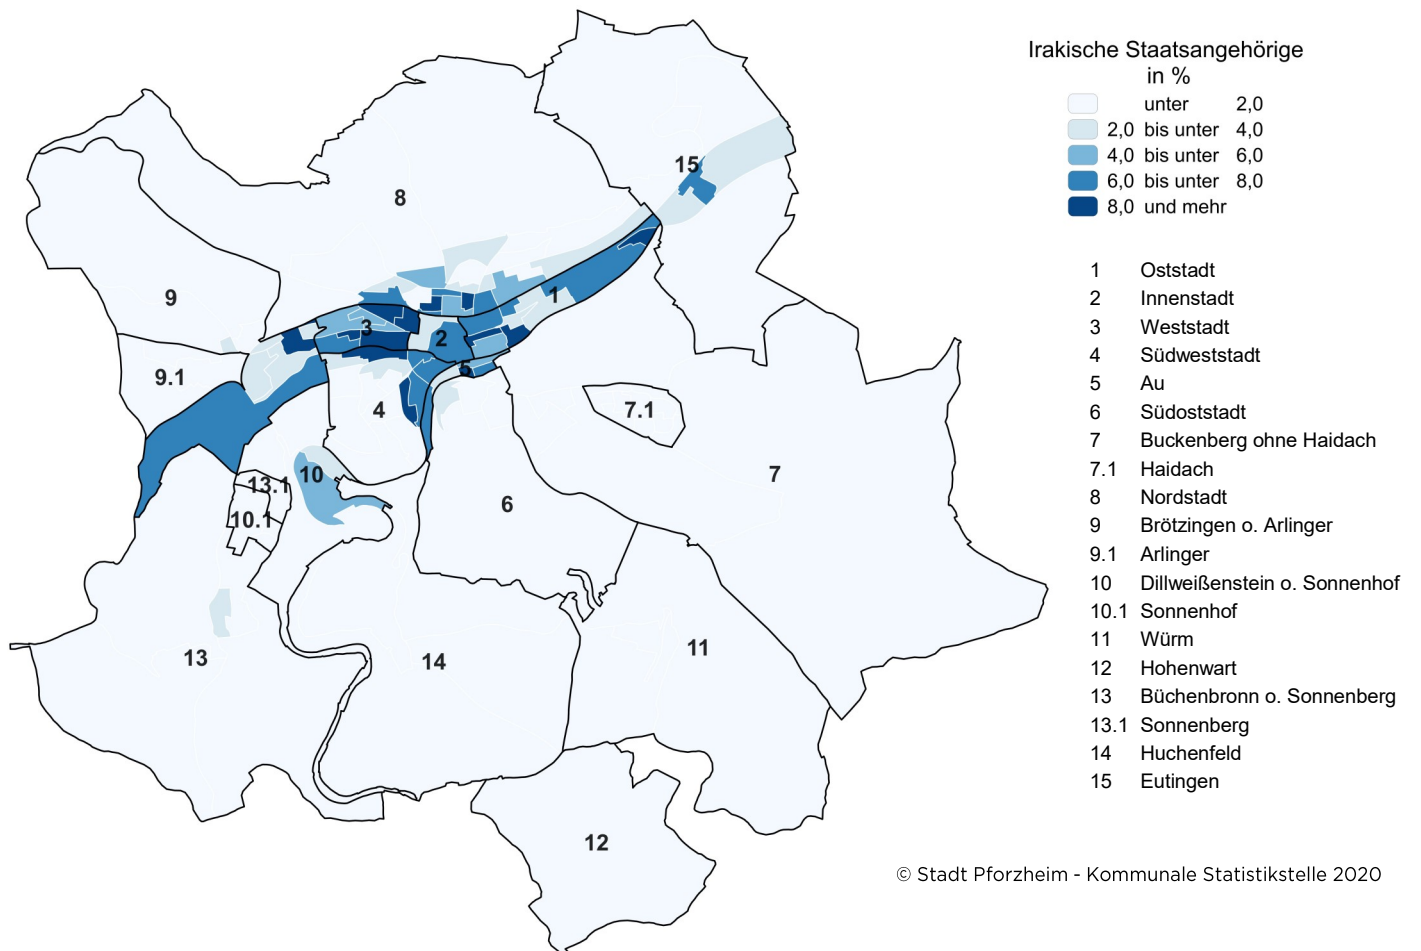 Irakische Staatsangehörige
in %
unter 2,0
2,0 bis unter 4,0
4,0 bis unter 6,0
6,0 bis unter 8,0
8,0 und mehr
1 Oststadt
2 Innenstadt
3 Weststadt
4 Südweststadt
5 Au
6 Südoststadt
7 Buckenberg ohne Haidach
7.1 Haidach
8 Nordstadt
9 Brötzingen o. Arlinger
9.1 Arlinger
10 Dillweißenstein o. Sonnenhof
10.1 Sonnenhof
11 Würm
12 Hohenwart
13 Büchenbronn o. Sonnenberg
13.1 Sonnenberg
14 Huchenfeld
15 Eutingen
15
8
9
1
3
2
5
9.1
4
7.1
10
7
13.1
6
10.1
11
13
14
12
© Stadt Pforzheim - Kommunale Statistikstelle 2020